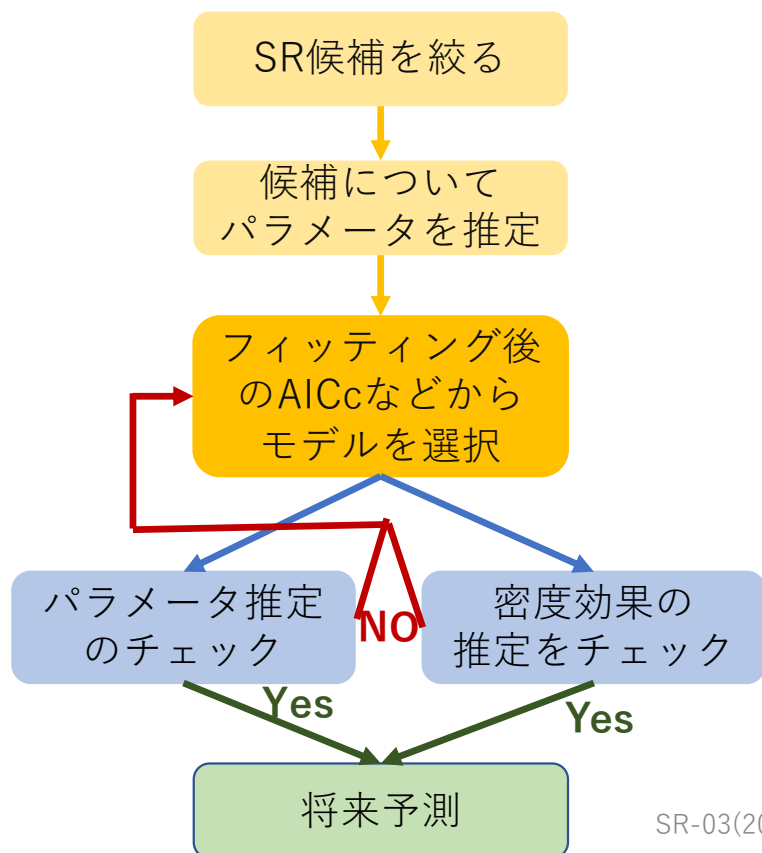 SR候補を絞る
候補について
パラメータを推定
フィッティング後
のAICcなどから
モデルを選択
パラメータ推定
のチェック
NO
密度効果の
推定をチェック
Yes
Yes
将来予測
SR-03(20